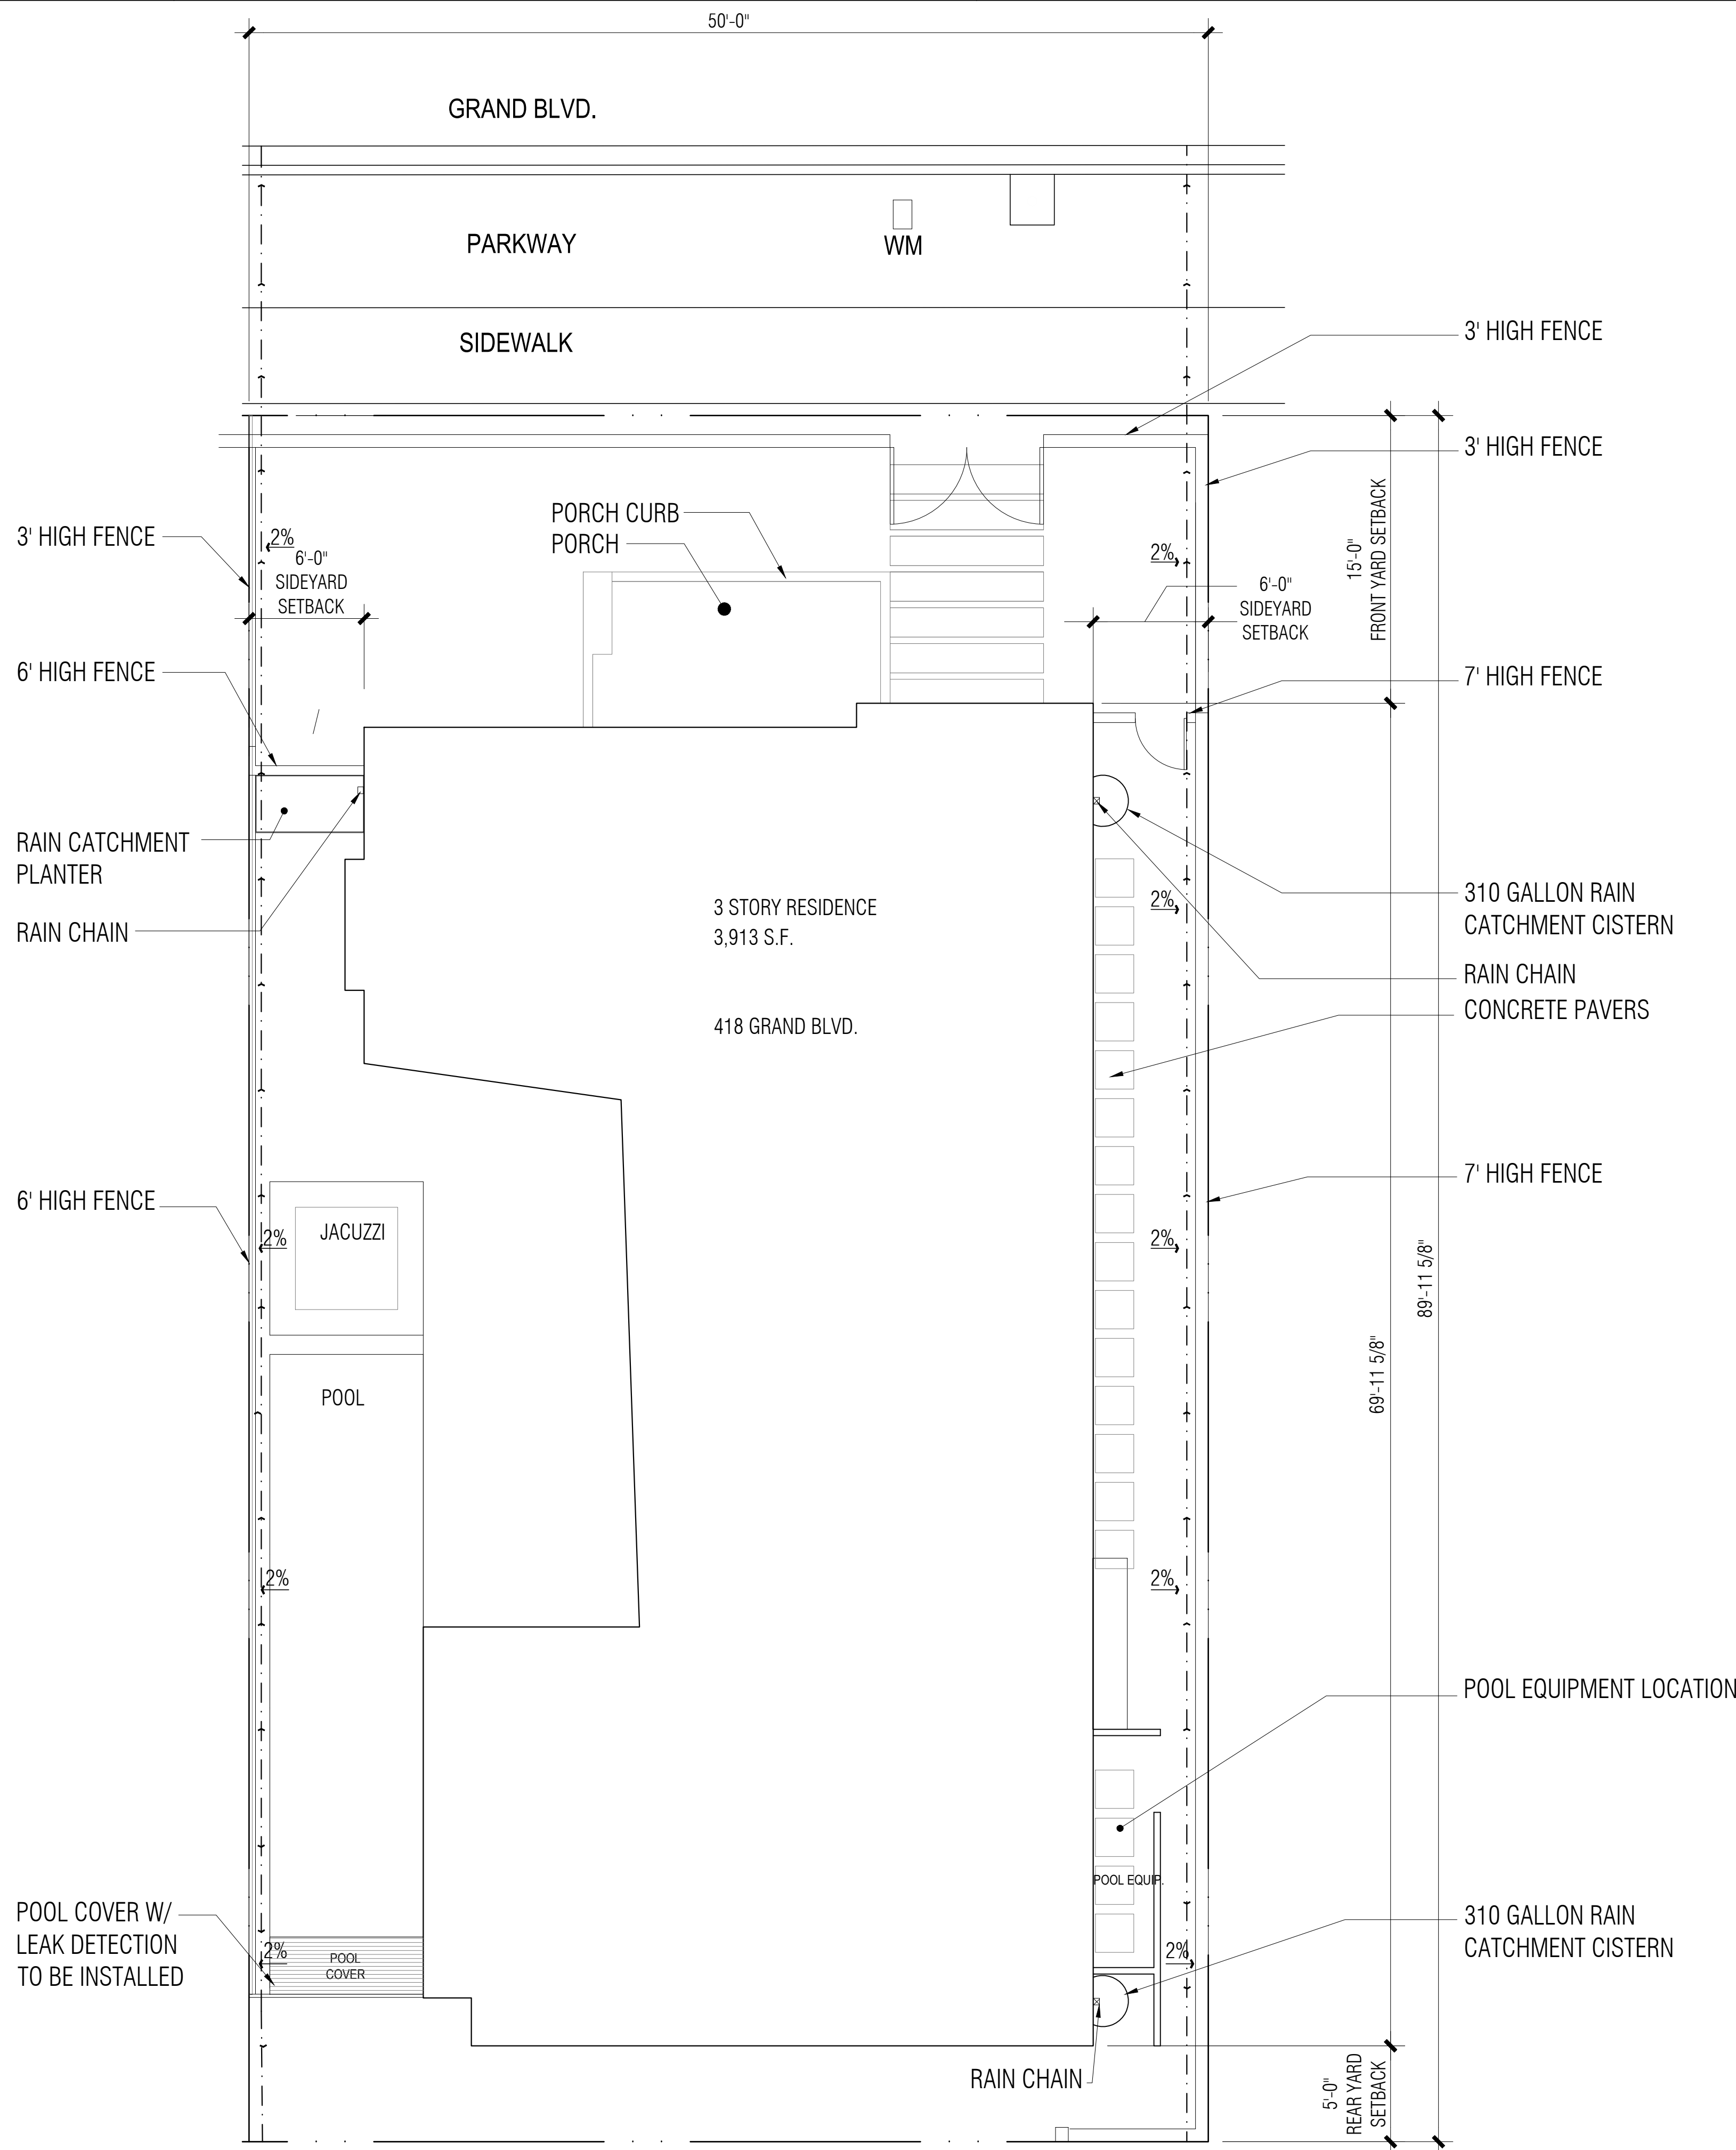 50'-0"
GRAND BLVD.
PARKWAY
WM
SIDEWALK
3' HIGH FENCE
3' HIGH FENCE
15'-0"
FRONT YARD SETBACK
PORCH CURB
PORCH
3' HIGH FENCE
2%
6'-0"
SIDEYARD
SETBACK
2%
6'-0"
SIDEYARD
SETBACK
6' HIGH FENCE
7' HIGH FENCE
RAIN CATCHMENT
PLANTER
RAIN CHAIN
3 STORY RESIDENCE
3,913 S.F.
418 GRAND BLVD.
2%
310 GALLON RAIN
CATCHMENT CISTERN
RAIN CHAIN
CONCRETE PAVERS
6' HIGH FENCE
7' HIGH FENCE
JACUZZI
2%
2%
89'-11 5/8"
69'-11 5/8"
POOL
2%
2%
POOL EQUIPMENT LOCATION
POOL EQUIP.
POOL COVER W/
LEAK DETECTION
TO BE INSTALLED
2%
POOL
COVER
2%
310 GALLON RAIN
CATCHMENT CISTERN
RAIN CHAIN
5'-0"
REAR YARD
SETBACK